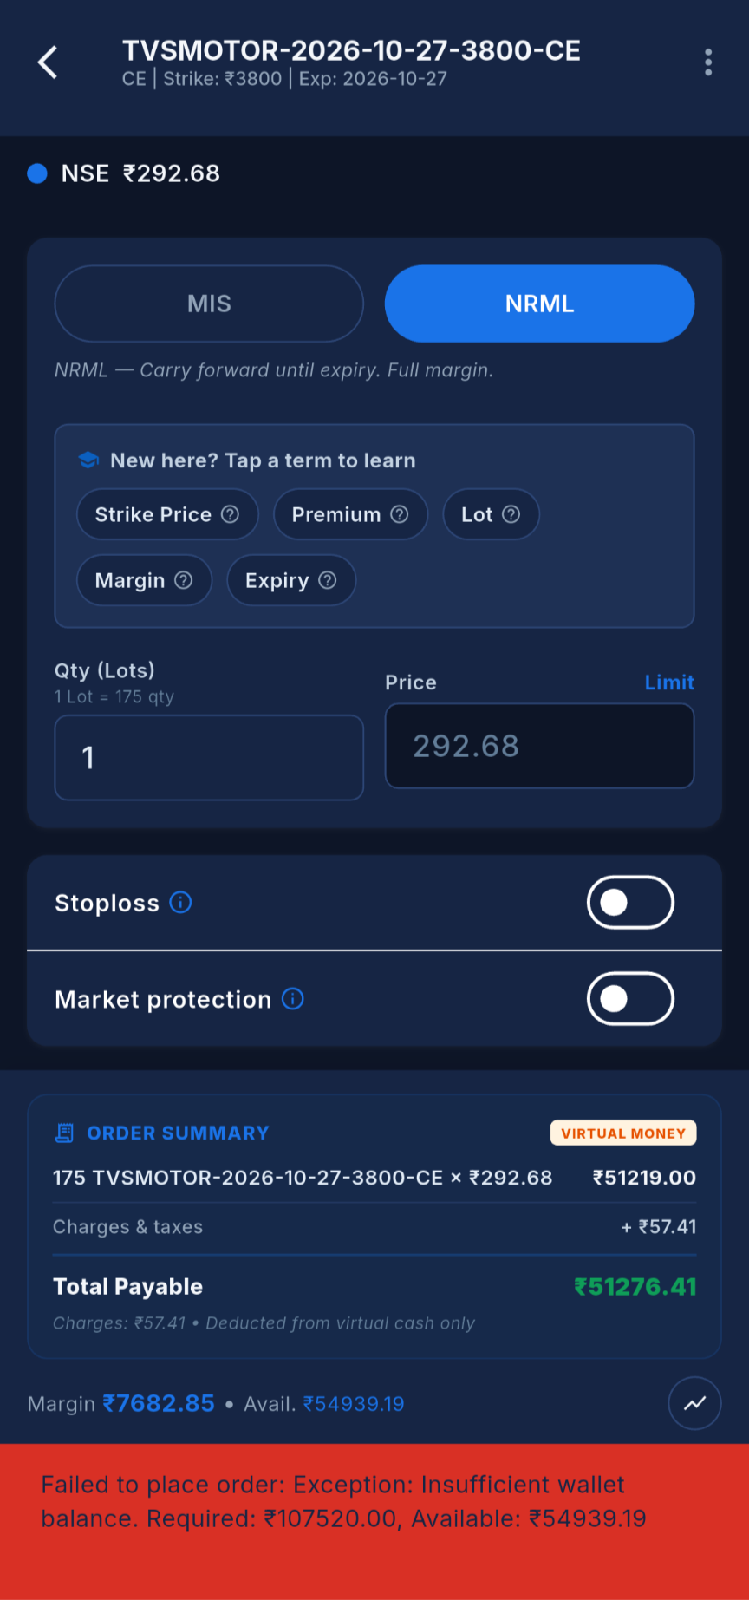 TVSMOTOR-2026-10-27-3800-CE
CE | Strike: ₹3800 | Exp: 2026-10-27
NSE ₹292.68
MIS
NRML
NRML — Carry forward until expiry. Full margin.
New here? Tap a term to learn
Strike Price ?
Premium ?
Lot ?
Margin ?
Expiry ?
Qty (Lots)
1 Lot = 175 qty
1
Price
Limit
292.68
Stoploss
Market protection
ORDER SUMMARY
VIRTUAL MONEY
175 TVSMOTOR-2026-10-27-3800-CE × ₹292.68 ₹51219.00
Charges & taxes + ₹57.41
Total Payable ₹51276.41
Charges: ₹57.41 • Deducted from virtual cash only
Margin ₹7682.85 • Avail. ₹54939.19
Failed to place order: Exception: Insufficient wallet
balance. Required: ₹107520.00, Available: ₹54939.19